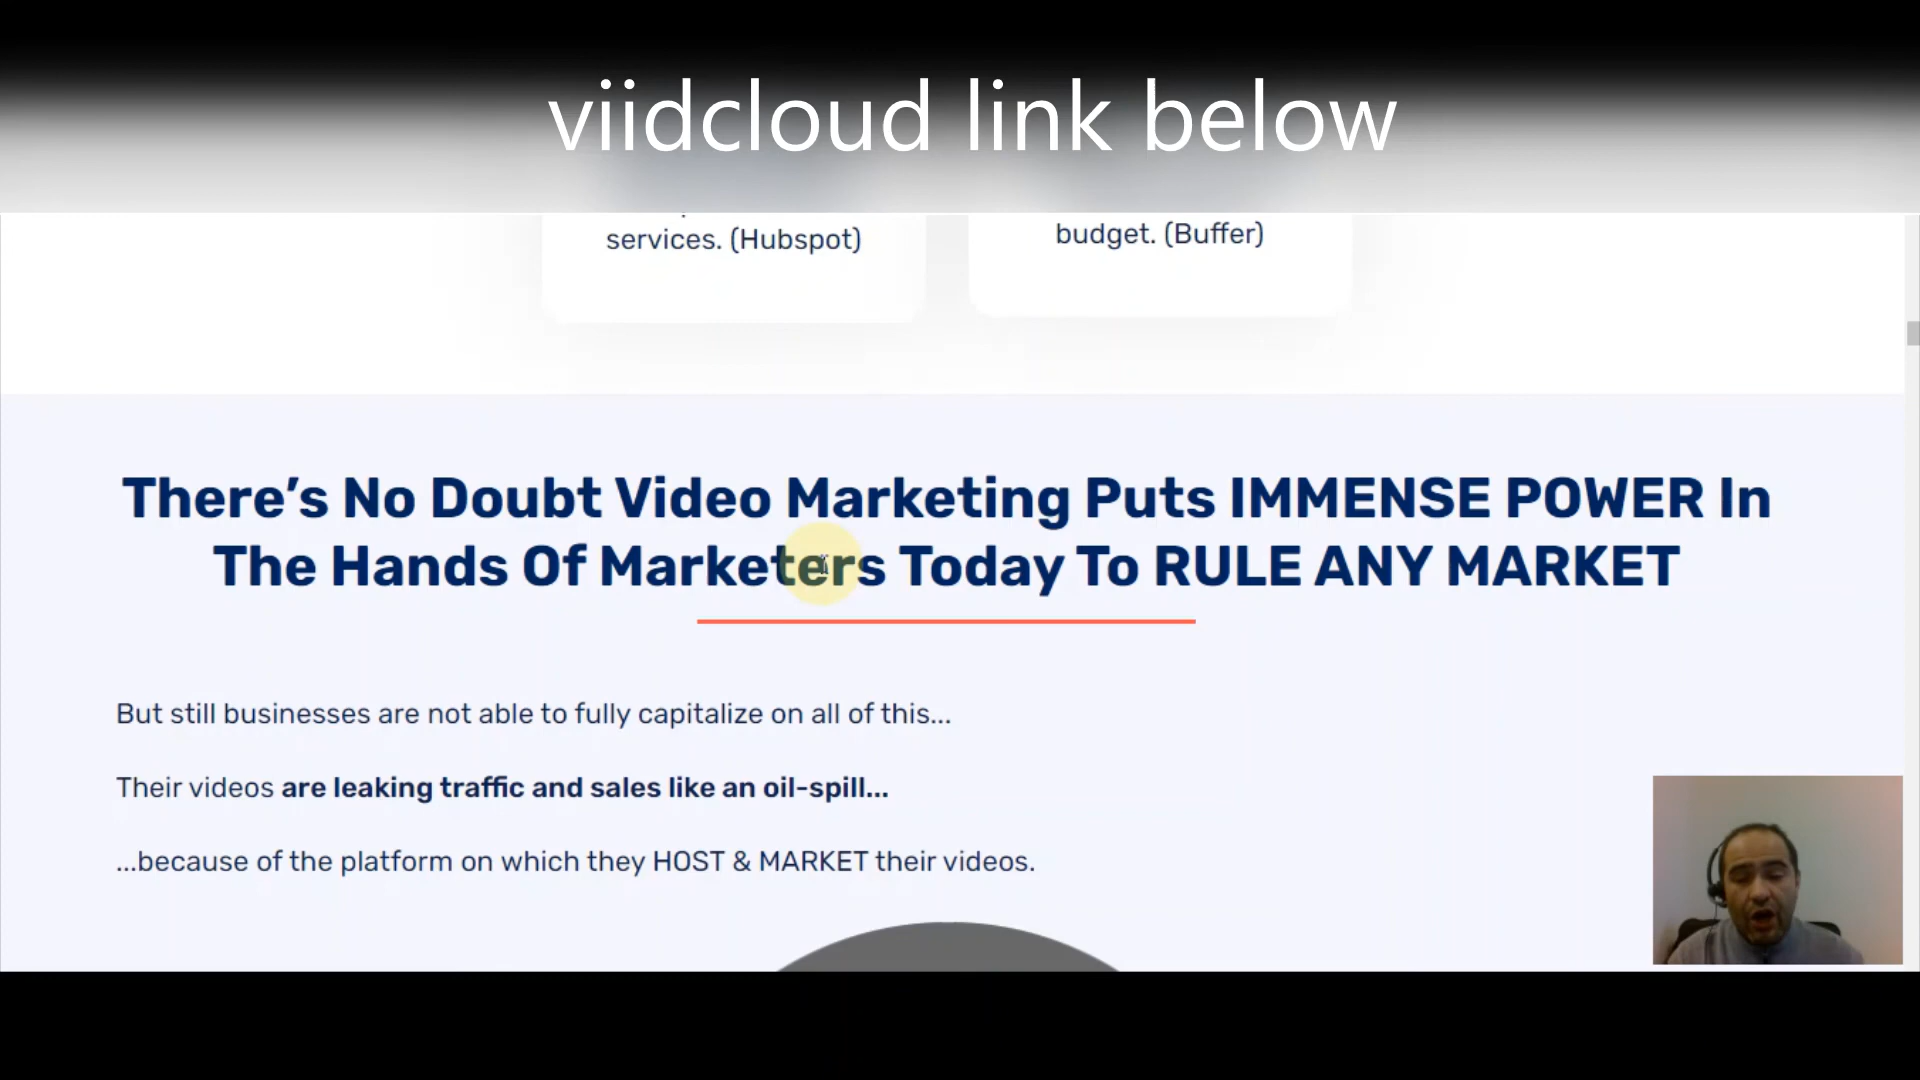 viidcloud link below
services. (Hubspot)
budget. (Buffer)
There’s No Doubt Video Marketing Puts IMMENSE POWER In
The Hands Of Marketers Today To RULE ANY MARKET
But still businesses are not able to fully capitalize on all of this...
Their videos are leaking traffic and sales like an oil-spill...
...because of the platform on which they HOST & MARKET their videos.